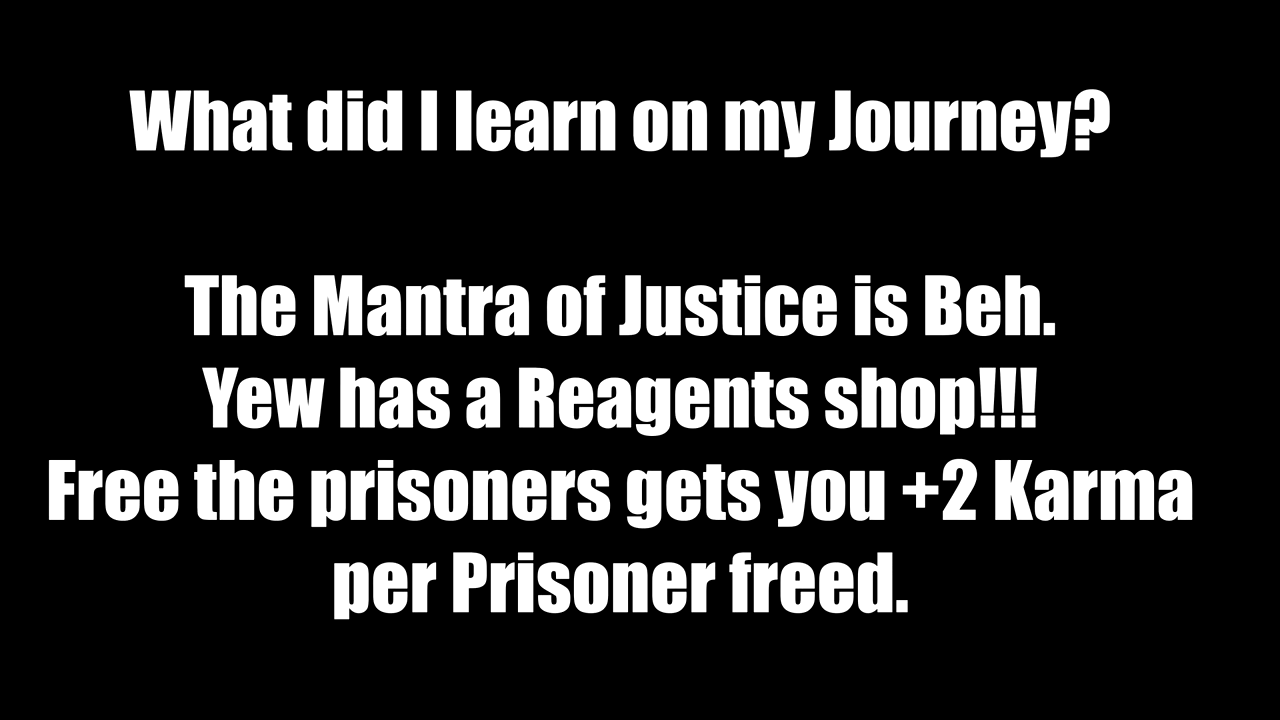 What did I learn on my Journey?
The Mantra of Justice is Beh.
Yew has a Reagents shop!!!
Free the prisoners gets you +2 Karma
per Prisoner freed.